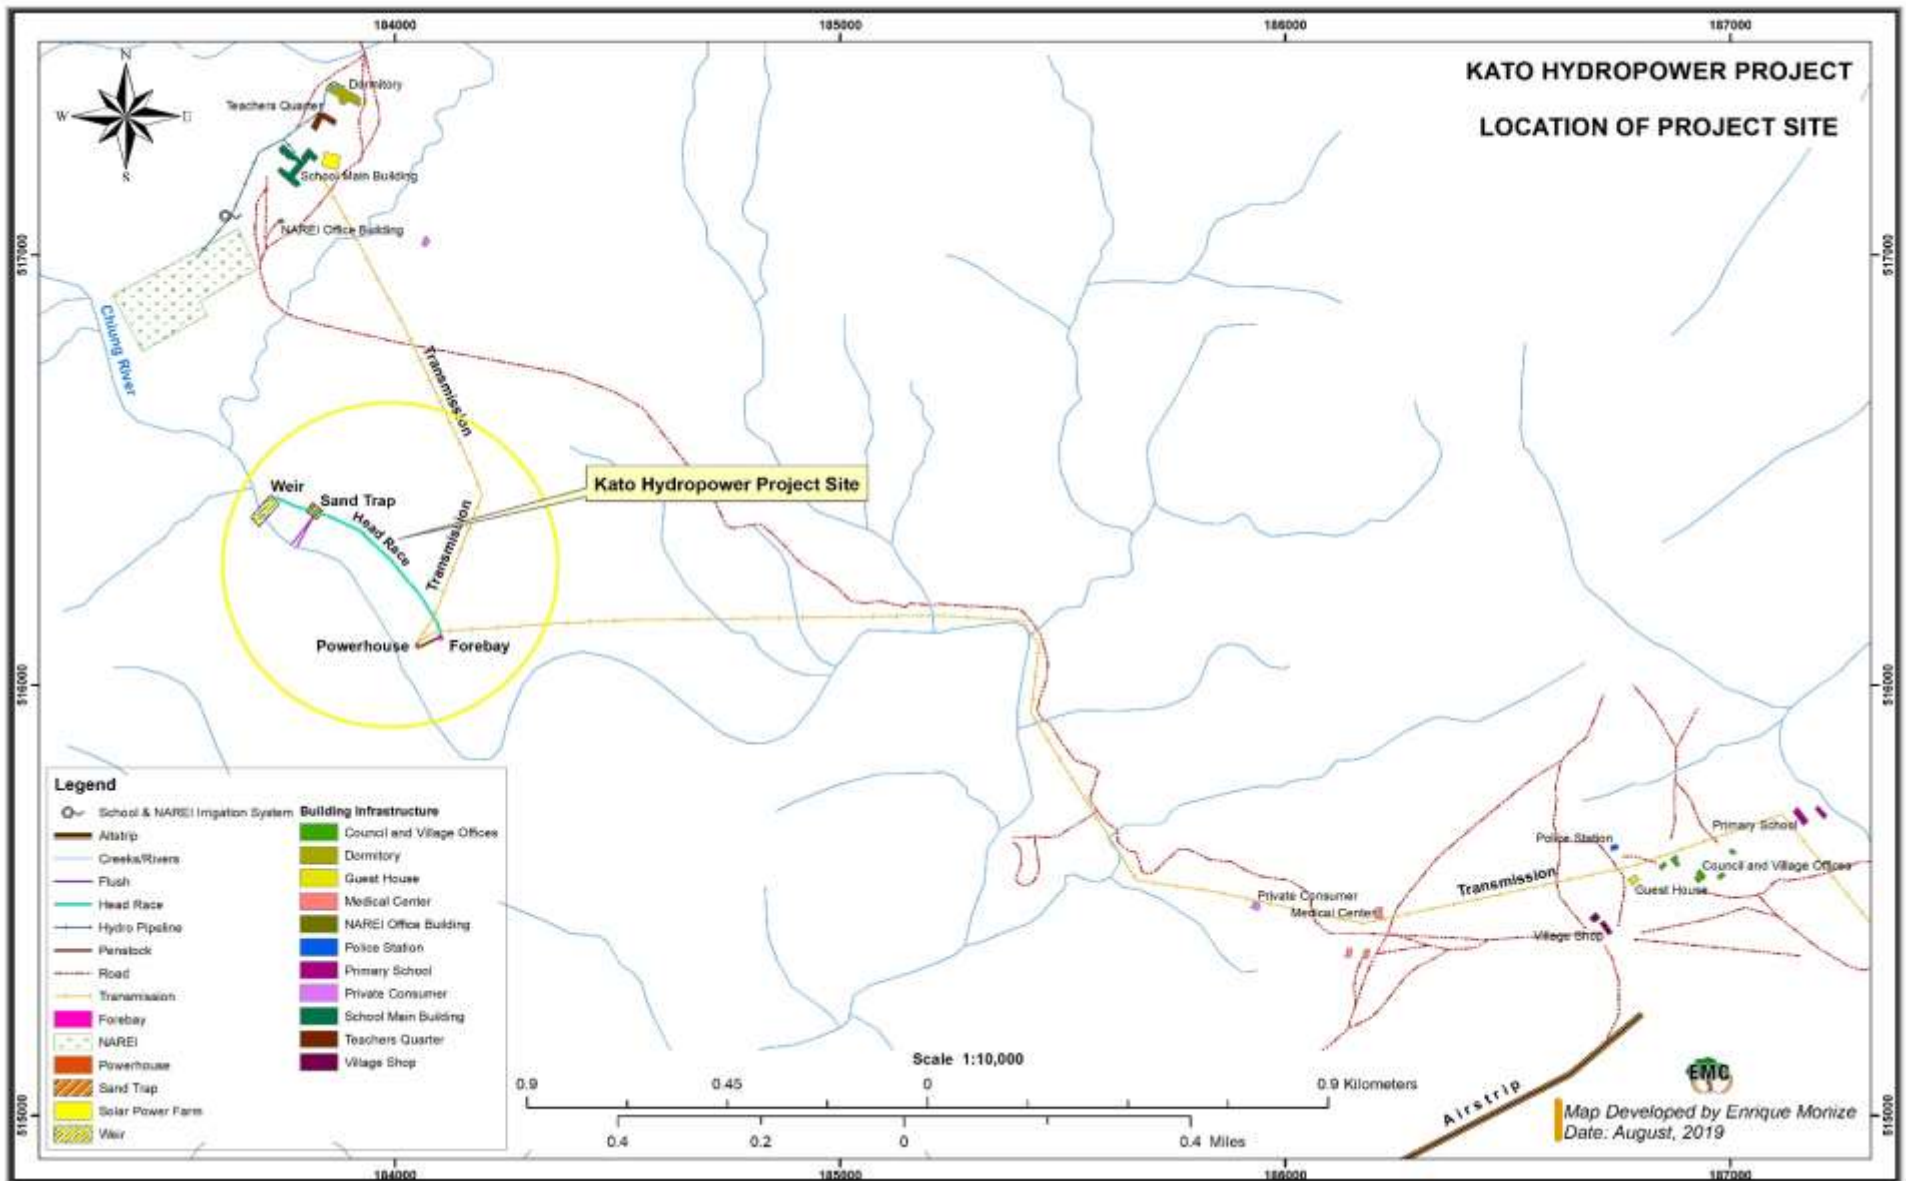 184000
185000
186000
187000
KATO HYDROPOWER PROJECT
LOCATION OF PROJECT SITE
N
W
E
S
Dormitory
Teachers Quarter
School Main Building
NAREI Office Building
517000
517000
Chiung River
Transmission
Kato Hydropower Project Site
Weir
Sand Trap
Head Race
Transmission
Powerhouse
Forebay
516000
516000
Primary School
Police Station
Council and Village Offices
Transmission
Guest House
Private Consumer
Medical Center
Village Shop
Airstrip
Legend
School & NAREI Irrigation System
Airstrip
Creeks/Rivers
Flush
Head Race
Hydro Pipeline
Penstock
Road
Transmission
Forebay
NAREI
Powerhouse
Sand Trap
Solar Power Farm
Weir
Building Infrastructure
Council and Village Offices
Dormitory
Guest House
Medical Center
NAREI Office Building
Police Station
Primary School
Private Consumer
School Main Building
Teachers Quarter
Village Shop
Scale 1:10,000
0.9 0.45 0 0.9 Kilometers
0.4 0.2 0 0.4 Miles
EMC
Map Developed by Enrique Monize
Date: August, 2019
515000
515000
184000
185000
186000
187000